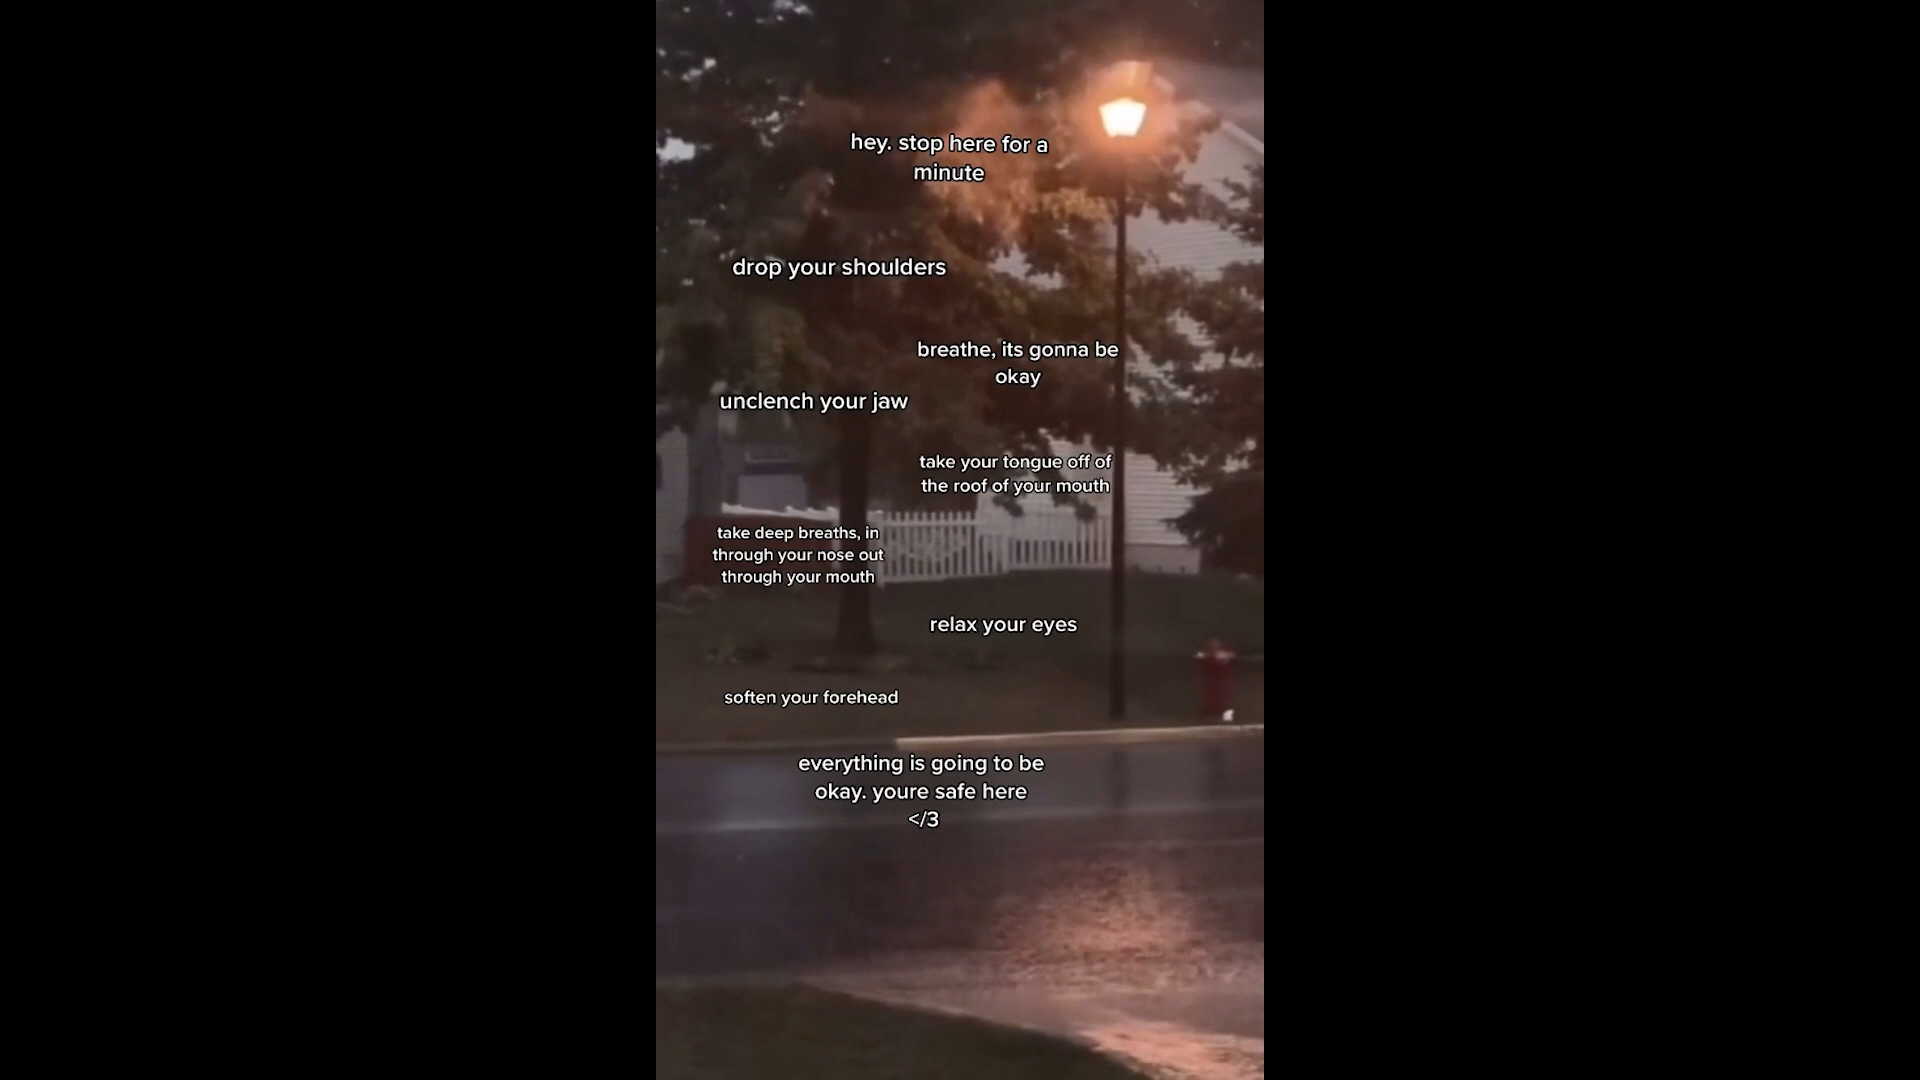 hey. stop here for a
minute
drop your shoulders
breathe, its gonna be
okay
unclench your jaw
take your tongue off of
the roof of your mouth
take deep breaths, in
through your nose out
through your mouth
relax your eyes
soften your forehead
everything is going to be
okay. youre safe here
</3